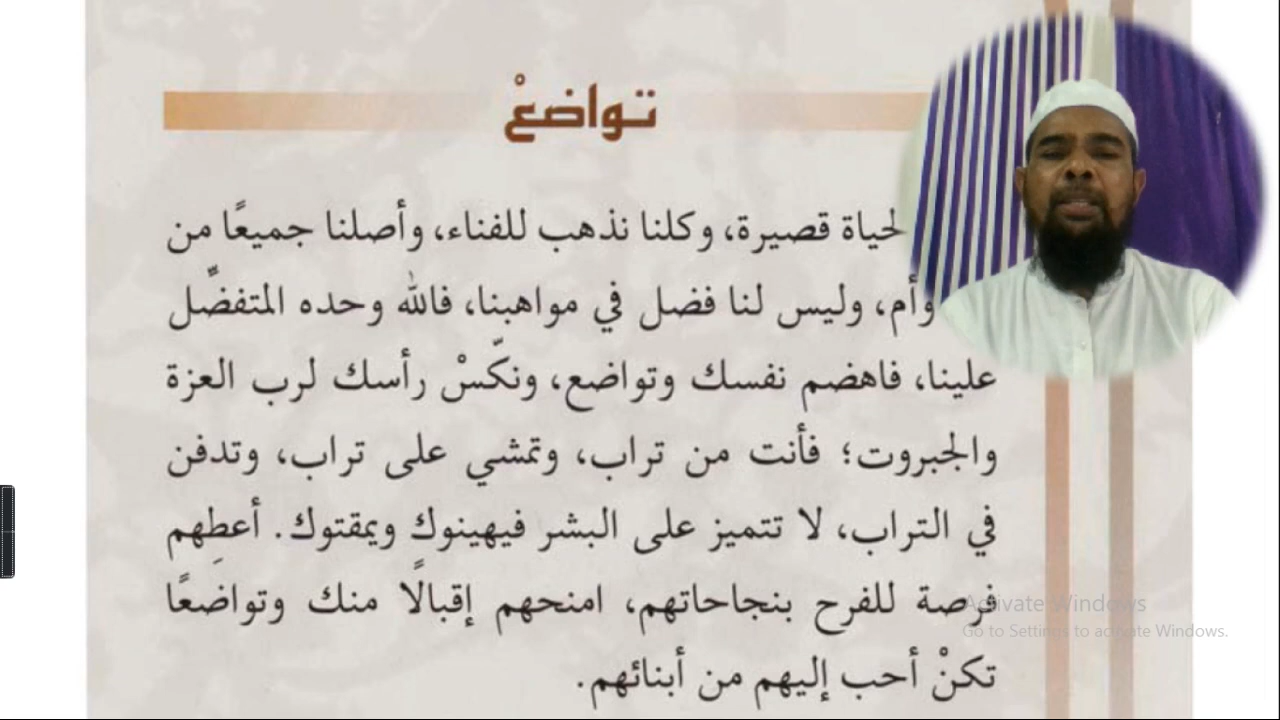 تواضعْ
لحياة قصيرة، وكلنا نذهب للفناء، وأصلنا جميعًا من
وأم، وليس لنا فضل في مواهبنا، فالله وحده المتفضِّل
علينا، فاهضم نفسك وتواضع، ونكّسْ رأسك لرب العزة
والجبروت؛ فأنت من تراب، وتمشي على تراب، وتدفن
في التراب، لا تتميز على البشر فيهينوك ويمقتوك. أعطِهم
فرصة للفرح بنجاحاتهم، امنحهم إقبالًا منك وتواضعًا
تكنْ أحب إليهم من أبنائهم.
Activate Windows
Go to Settings to activate Windows.